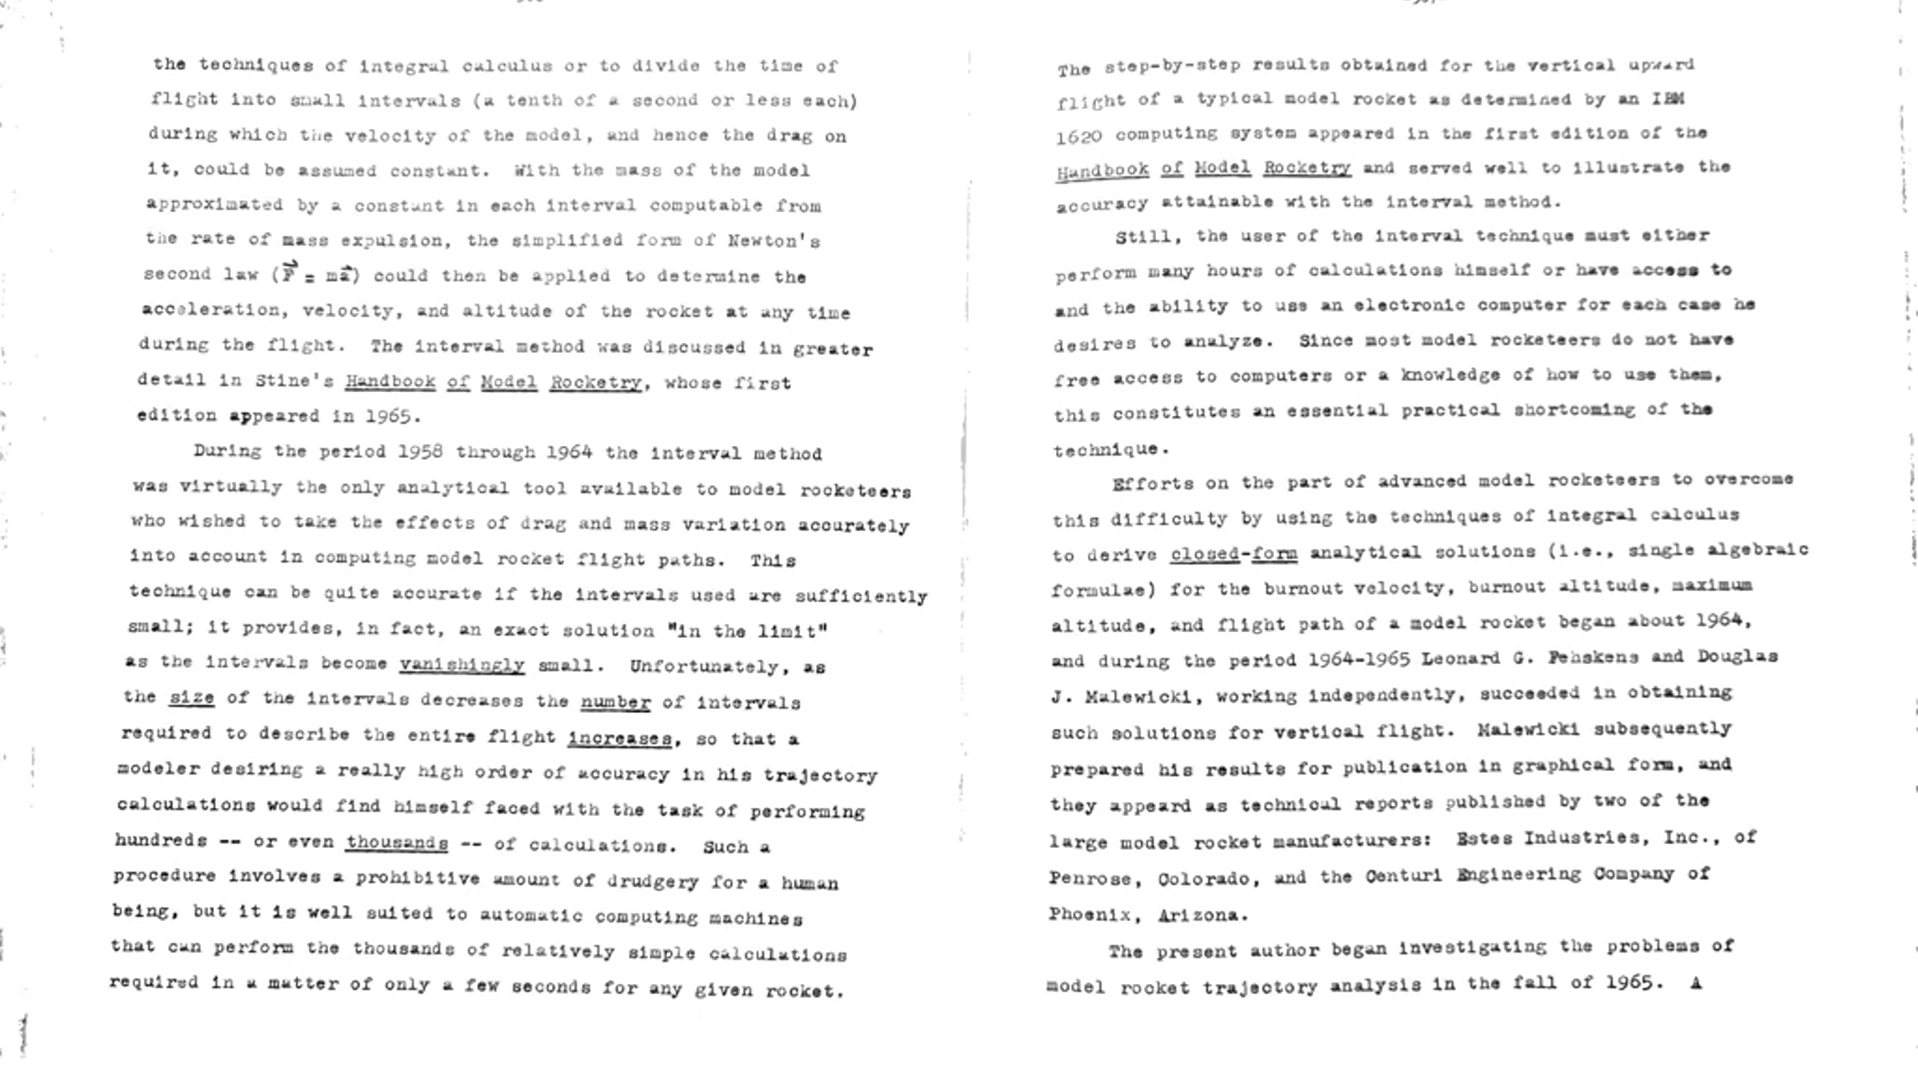 the techniques of integral calculus or to divide the time of
flight into small intervals (a tenth of a second or less each)
during which the velocity of the model, and hence the drag on
it, could be assumed constant. With the mass of the model
approximated by a constant in each interval computable from
the rate of mass expulsion, the simplified form of Newton's
second law (F⃗ = ma⃗) could then be applied to determine the
acceleration, velocity, and altitude of the rocket at any time
during the flight. The interval method was discussed in greater
detail in Stine's Handbook of Model Rocketry, whose first
edition appeared in 1965.
During the period 1958 through 1964 the interval method
was virtually the only analytical tool available to model rocketeers
who wished to take the effects of drag and mass variation accurately
into account in computing model rocket flight paths. This
technique can be quite accurate if the intervals used are sufficiently
small; it provides, in fact, an exact solution "in the limit"
as the intervals become vanishingly small. Unfortunately, as
the size of the intervals decreases the number of intervals
required to describe the entire flight increases, so that a
modeler desiring a really high order of accuracy in his trajectory
calculations would find himself faced with the task of performing
hundreds -- or even thousands -- of calculations. Such a
procedure involves a prohibitive amount of drudgery for a human
being, but it is well suited to automatic computing machines
that can perform the thousands of relatively simple calculations
required in a matter of only a few seconds for any given rocket.
The step-by-step results obtained for the vertical upward
flight of a typical model rocket as determined by an IBM
1620 computing system appeared in the first edition of the
Handbook of Model Rocketry and served well to illustrate the
accuracy attainable with the interval method.
Still, the user of the interval technique must either
perform many hours of calculations himself or have access to
and the ability to use an electronic computer for each case he
desires to analyze. Since most model rocketeers do not have
free access to computers or a knowledge of how to use them,
this constitutes an essential practical shortcoming of the
technique.
Efforts on the part of advanced model rocketeers to overcome
this difficulty by using the techniques of integral calculus
to derive closed-form analytical solutions (i.e., single algebraic
formulae) for the burnout velocity, burnout altitude, maximum
altitude, and flight path of a model rocket began about 1964,
and during the period 1964-1965 Leonard G. Fehskens and Douglas
J. Malewicki, working independently, succeeded in obtaining
such solutions for vertical flight. Malewicki subsequently
prepared his results for publication in graphical form, and
they appeard as technical reports published by two of the
large model rocket manufacturers: Estes Industries, Inc., of
Penrose, Colorado, and the Centuri Engineering Company of
Phoenix, Arizona.
The present author began investigating the problems of
model rocket trajectory analysis in the fall of 1965. A